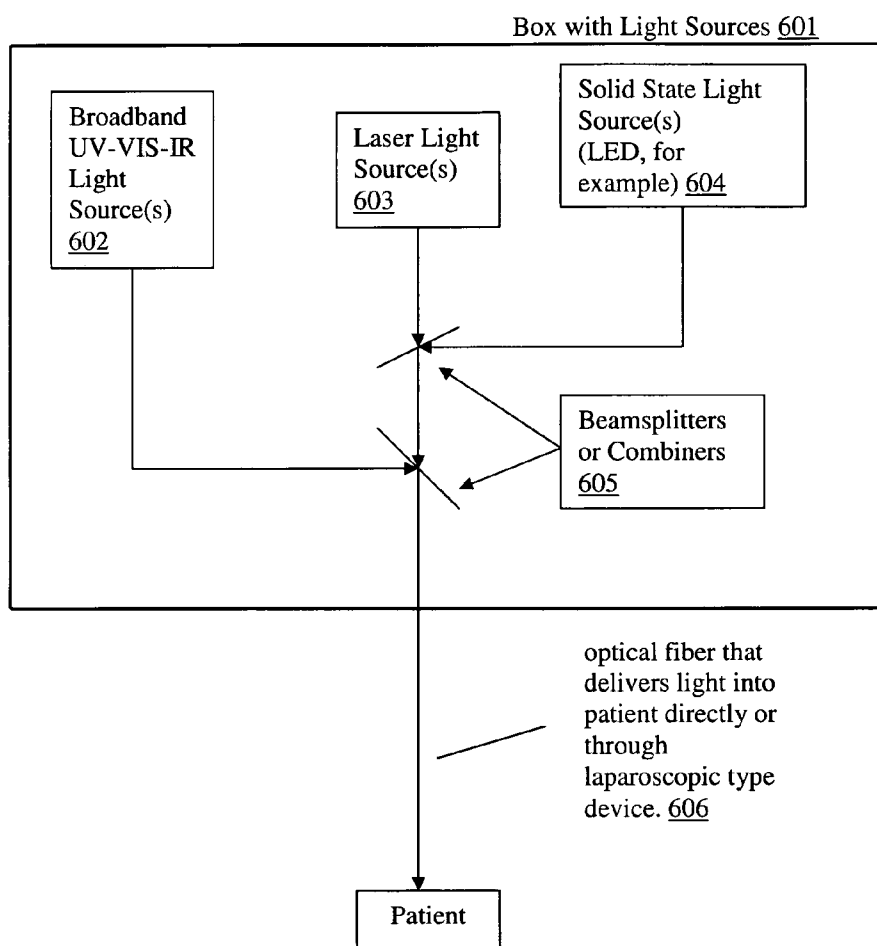 Box with Light Sources 601
Broadband
UV-VIS-IR
Light
Source(s)
602
Laser Light
Source(s)
603
Solid State Light
Source(s)
(LED, for
example) 604
Beamsplitters
or Combiners
605
optical fiber that
delivers light into
patient directly or
through
laparoscopic type
device. 606
Patient